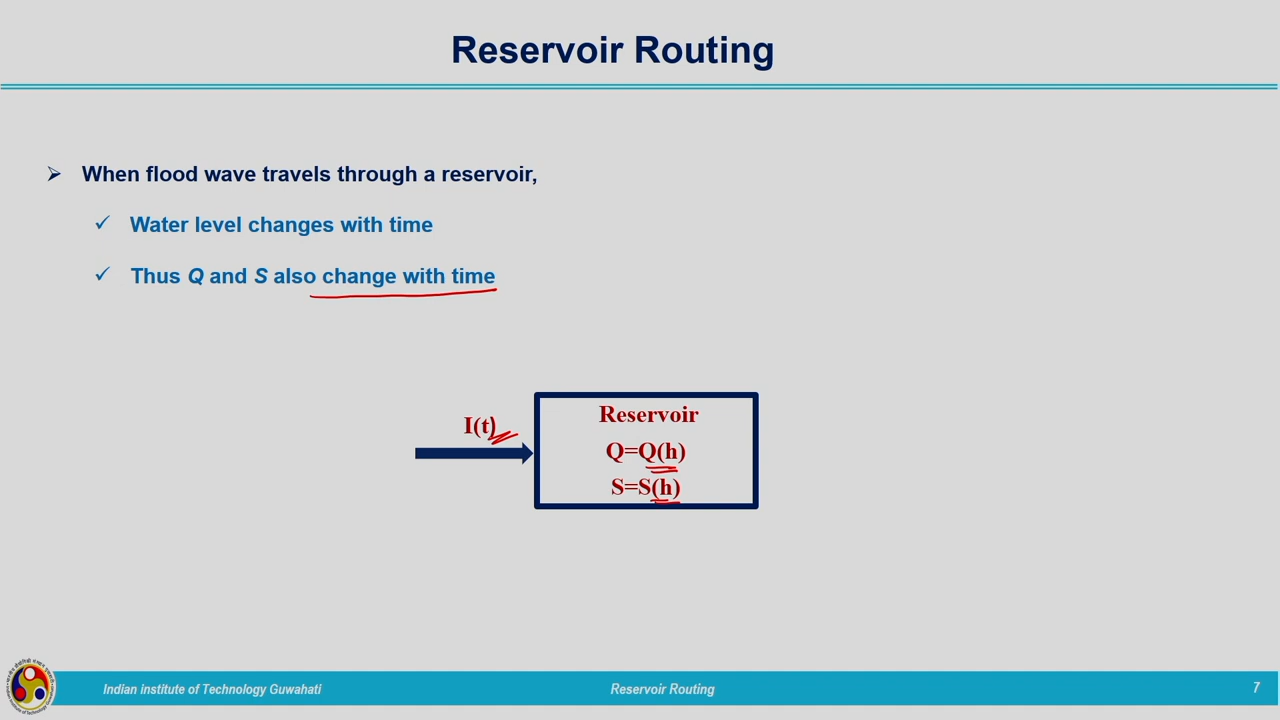 Reservoir Routing
When flood wave travels through a reservoir,
Water level changes with time
Thus Q and S also change with time
I(t)
Reservoir
Q=Q(h)
S=S(h)
Indian institute of Technology Guwahati
Reservoir Routing
7